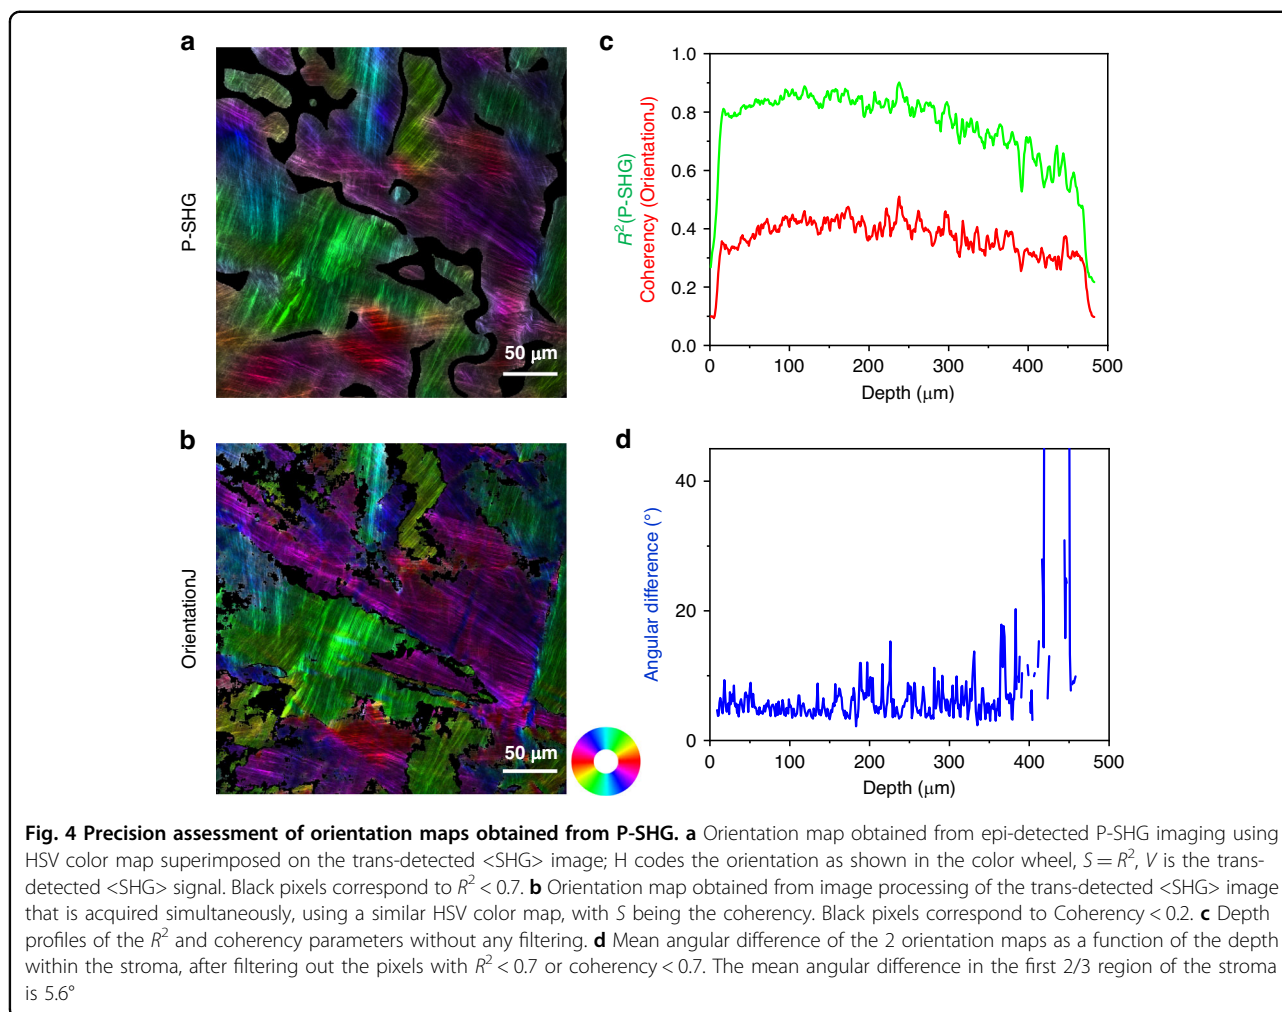 a
P-SHG
50 μm
b
OrientationJ
50 μm
c
R²(P-SHG)
Coherency (OrientationJ)
1.0
0.8
0.6
0.4
0.2
0.0
0
100
200
300
400
500
Depth (μm)
d
Angular difference (°)
40
20
0
0
100
200
300
400
500
Depth (μm)
Fig. 4 Precision assessment of orientation maps obtained from P-SHG. a Orientation map obtained from epi-detected P-SHG imaging using
HSV color map superimposed on the trans-detected <SHG> image; H codes the orientation as shown in the color wheel, S = R², V is the trans-
detected <SHG> signal. Black pixels correspond to R² < 0.7. b Orientation map obtained from image processing of the trans-detected <SHG> image
that is acquired simultaneously, using a similar HSV color map, with S being the coherency. Black pixels correspond to Coherency < 0.2. c Depth
profiles of the R² and coherency parameters without any filtering. d Mean angular difference of the 2 orientation maps as a function of the depth
within the stroma, after filtering out the pixels with R² < 0.7 or coherency < 0.7. The mean angular difference in the first 2/3 region of the stroma
is 5.6°